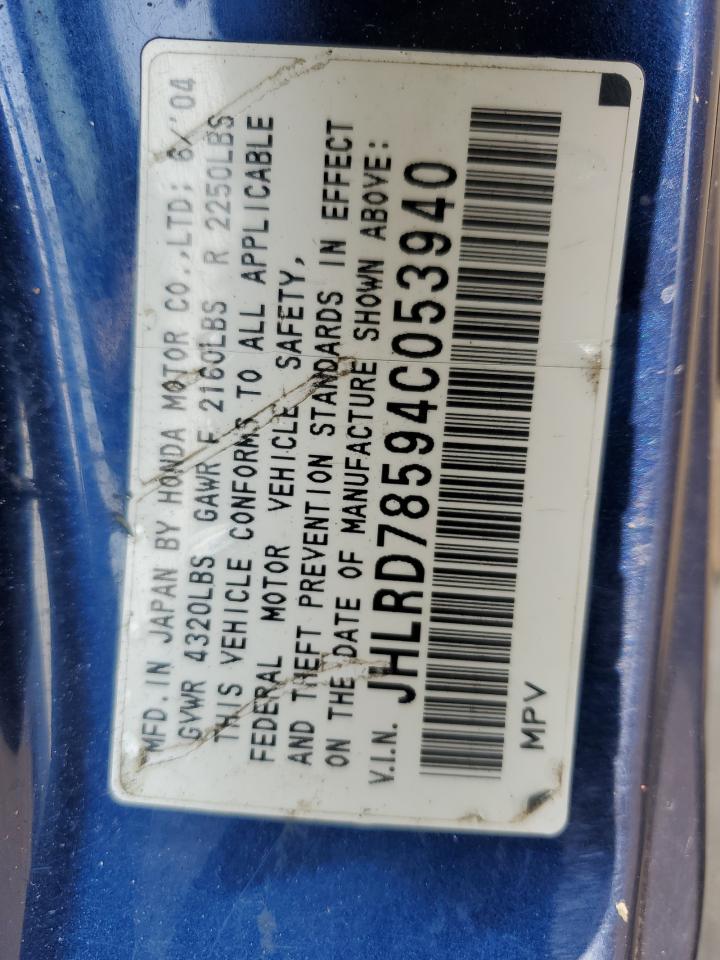 MFD. IN JAPAN BY HONDA MOTOR CO.,LTD; 6/'04
GVWR 4320LBS GAWR F 2160LBS R 2250LBS
THIS VEHICLE CONFORMS TO ALL APPLICABLE
FEDERAL MOTOR VEHICLE SAFETY,
AND THEFT PREVENTION STANDARDS IN EFFECT
ON THE DATE OF MANUFACTURE SHOWN ABOVE:
V.I.N. JHLRD78594C053940
MPV